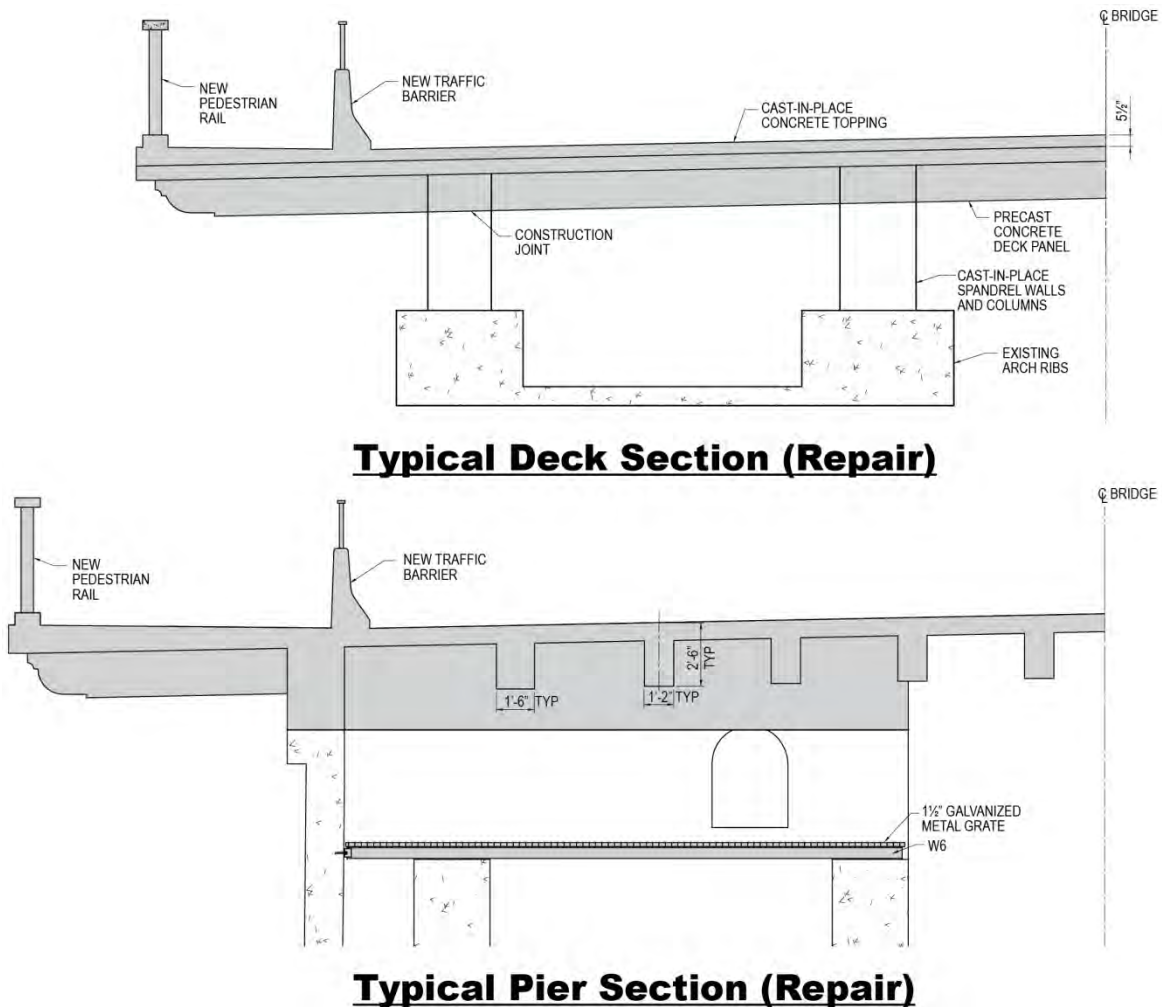 ℄ BRIDGE
NEW
PEDESTRIAN
RAIL
NEW TRAFFIC
BARRIER
CAST-IN-PLACE
CONCRETE TOPPING
5½"
CONSTRUCTION
JOINT
PRECAST
CONCRETE
DECK PANEL
CAST-IN-PLACE
SPANDREL WALLS
AND COLUMNS
EXISTING
ARCH RIBS
Typical Deck Section (Repair)
℄ BRIDGE
NEW
PEDESTRIAN
RAIL
NEW TRAFFIC
BARRIER
2'-6"
TYP
1'-6" TYP
1'-2" TYP
1½" GALVANIZED
METAL GRATE
W6
Typical Pier Section (Repair)